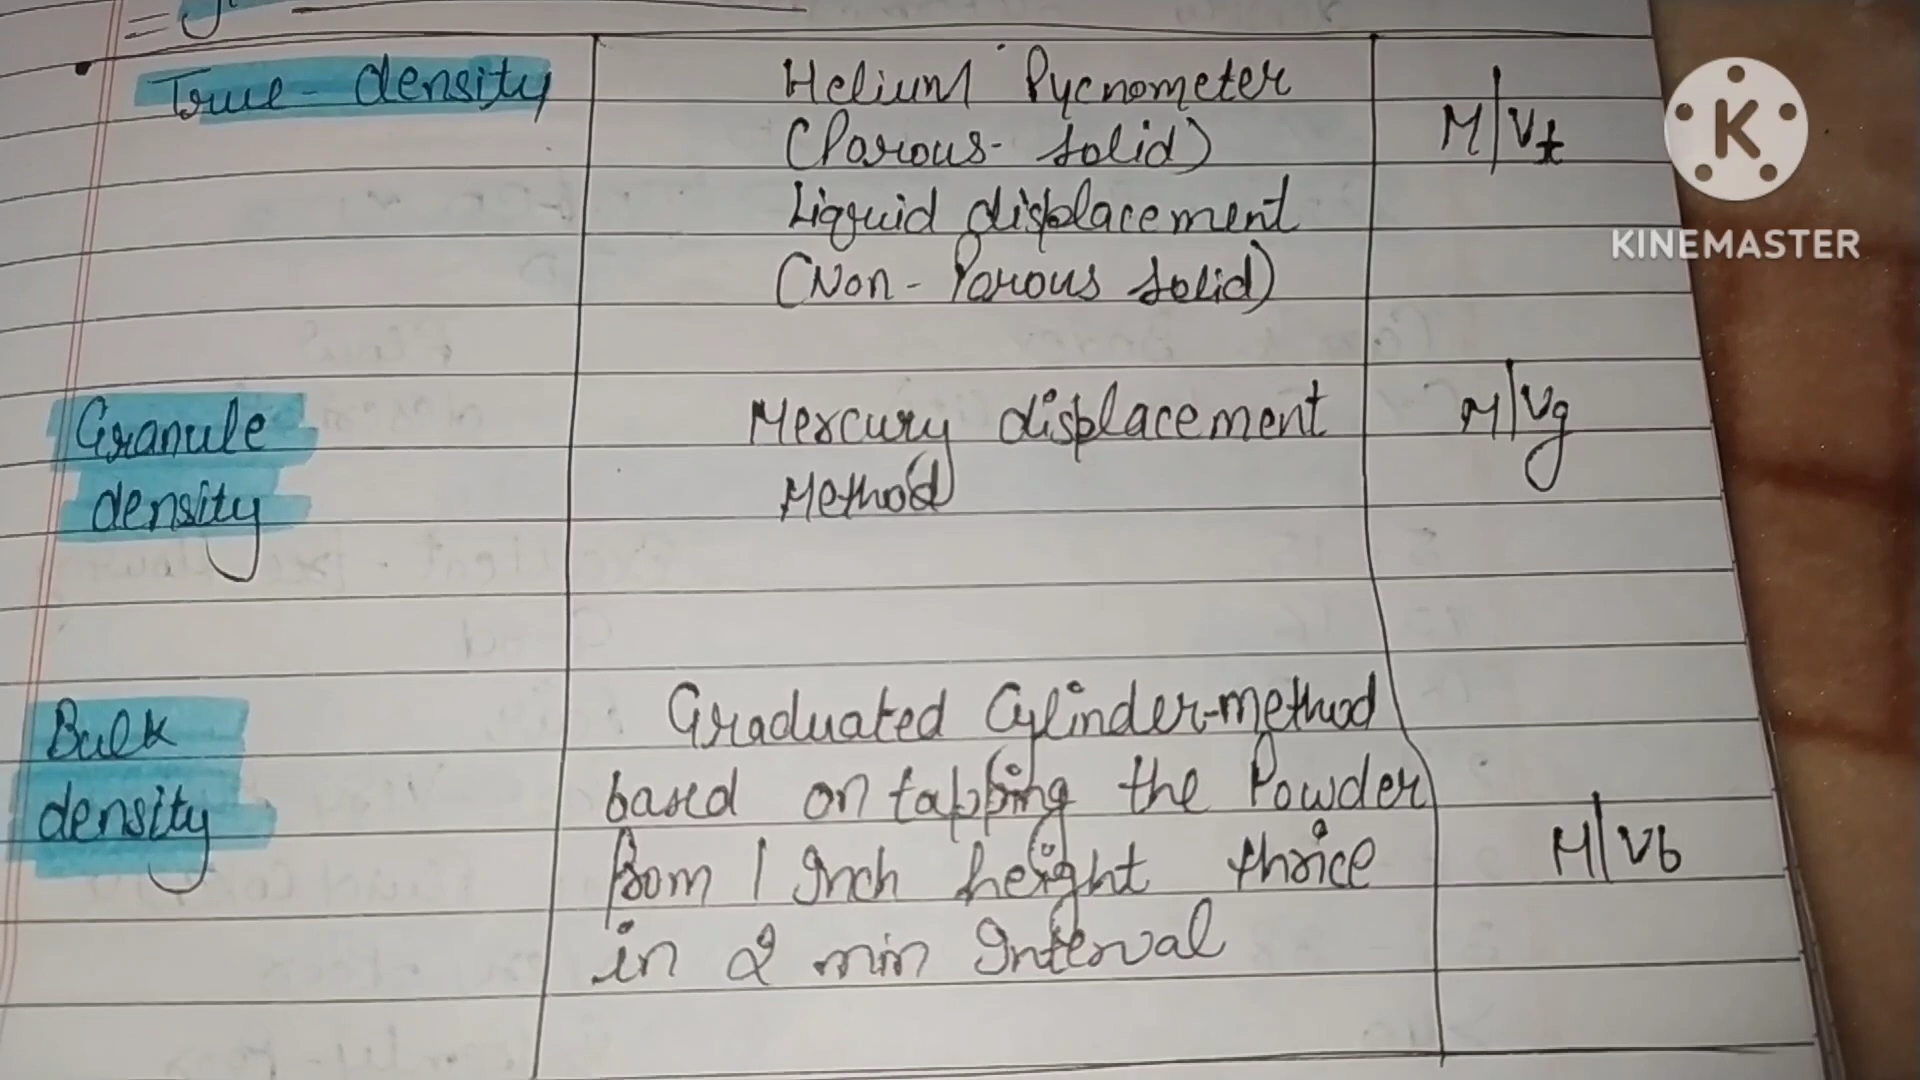 True - density
Helium Pycnometer
(Porous- solid)
Liquid displacement
(Non - Porous solid)
M/Vt
Granule
density
Mercury displacement
Method
M/Vg
Bulk
density
Graduated Cylinder-method
based on tapping the Powder
from 1 Inch height thrice
in 2 min Interval
M/Vb
K
KINEMASTER